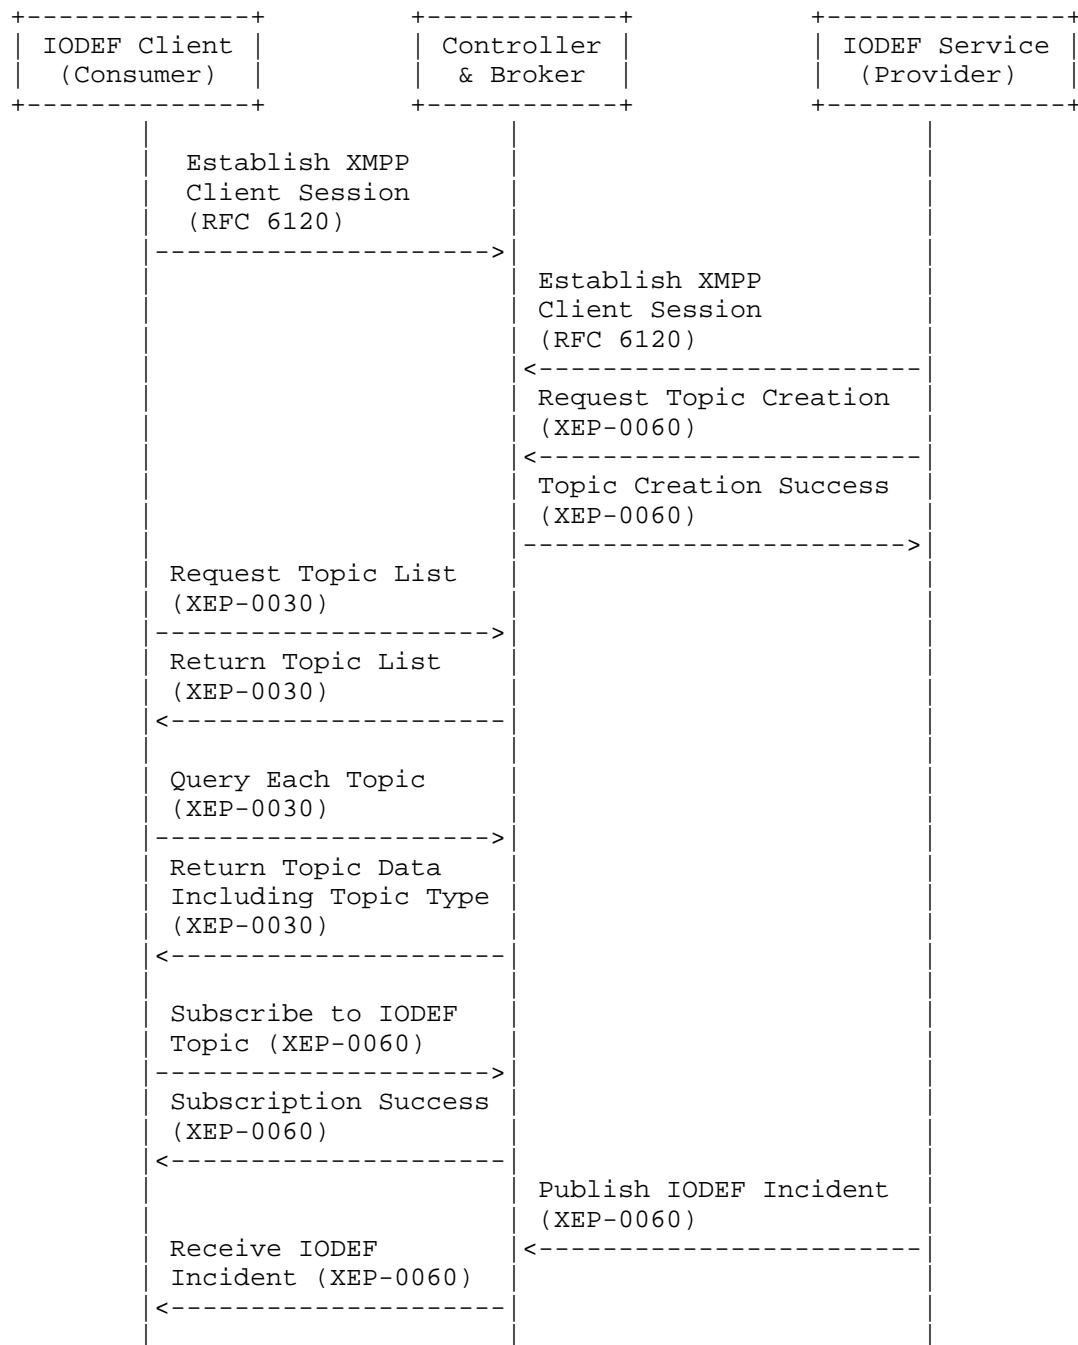 IODEF Client
(Consumer)
Controller
& Broker
IODEF Service
(Provider)
Establish XMPP
Client Session
(RFC 6120)
Establish XMPP
Client Session
(RFC 6120)
Request Topic Creation
(XEP-0060)
Topic Creation Success
(XEP-0060)
Request Topic List
(XEP-0030)
Return Topic List
(XEP-0030)
Query Each Topic
(XEP-0030)
Return Topic Data
Including Topic Type
(XEP-0030)
Subscribe to IODEF
Topic (XEP-0060)
Subscription Success
(XEP-0060)
Publish IODEF Incident
(XEP-0060)
Receive IODEF
Incident (XEP-0060)